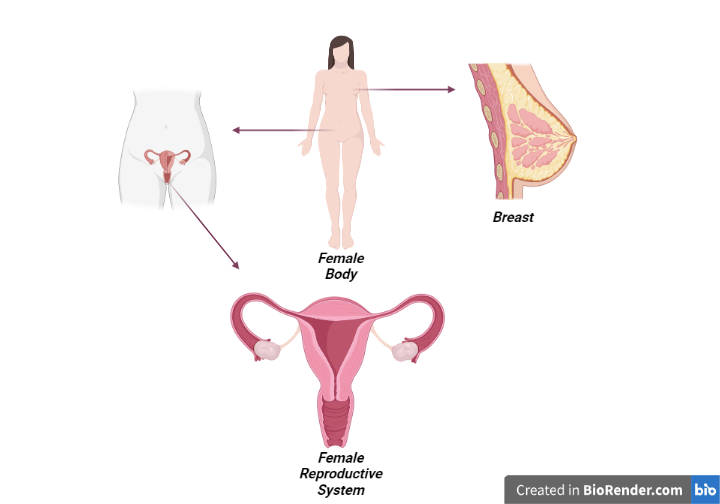 Breast
Female
Body
Female
Reproductive
System
Created in BioRender.com bio